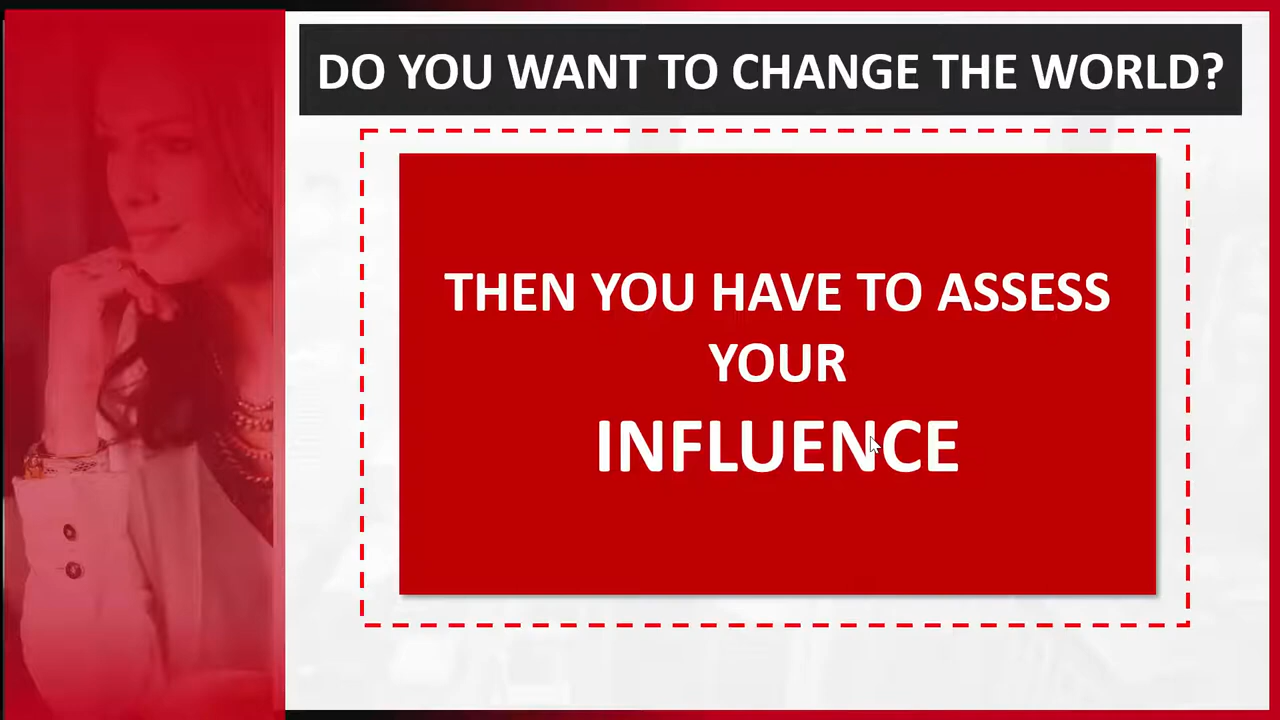 DO YOU WANT TO CHANGE THE WORLD?
THEN YOU HAVE TO ASSESS
YOUR
INFLUENCE